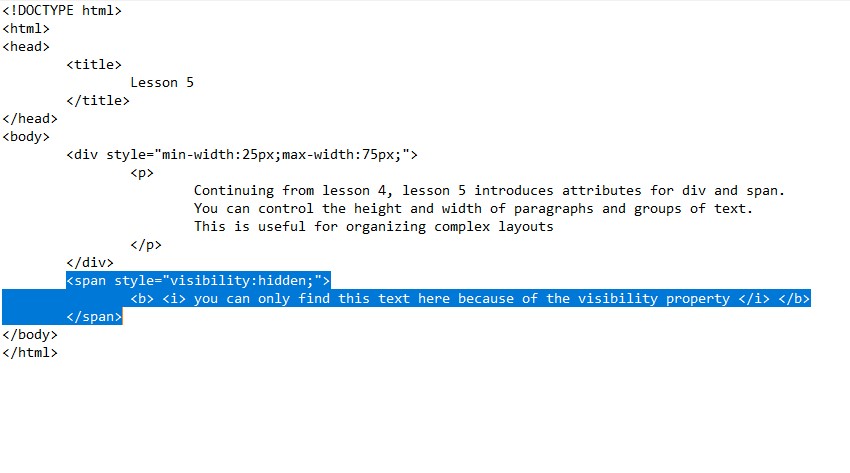 <!DOCTYPE html>
<html>
<head>
<title>
Lesson 5
</title>
</head>
<body>
<div style="min-width:25px;max-width:75px;">
<p>
Continuing from lesson 4, lesson 5 introduces attributes for div and span.
You can control the height and width of paragraphs and groups of text.
This is useful for organizing complex layouts
</p>
</div>
<span style="visibility:hidden;">
<b> <i> you can only find this text here because of the visibility property </i> </b>
</span>
</body>
</html>